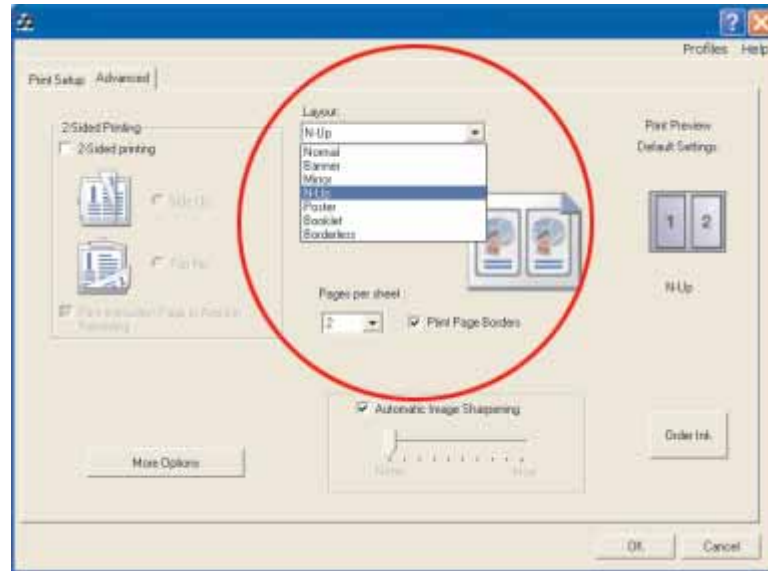 Profiles Help
Print Setup Advanced
2-Sided Printing
2-Sided printing
Side Flip
Layout:
N-Up
Normal
Banner
Mirror
N-Up
Poster
Booklet
Borderless
Pages per sheet
2
Print Page Borders
Automatic Image Sharpening
More Options
Print Preview
Default Settings
1 2
N-Up
Order Ink
OK Cancel